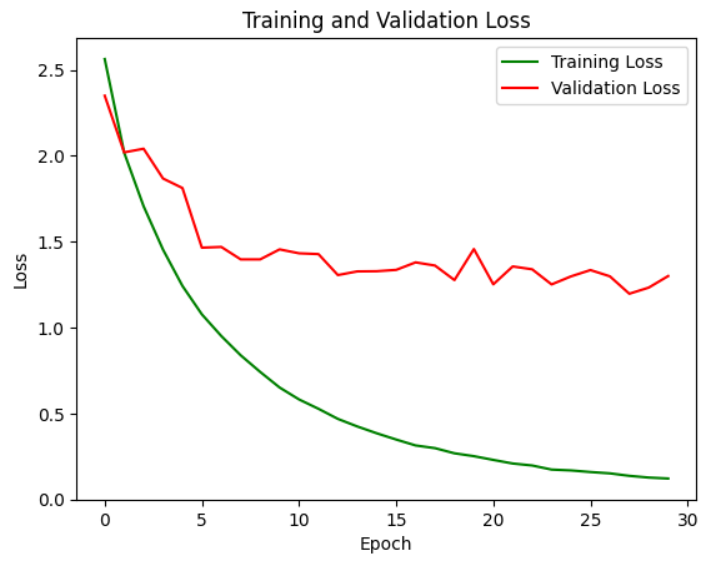 Training and Validation Loss
Training Loss
Validation Loss
2.5
2.0
1.5
1.0
0.5
0.0
Loss
0 5 10 15 20 25 30
Epoch